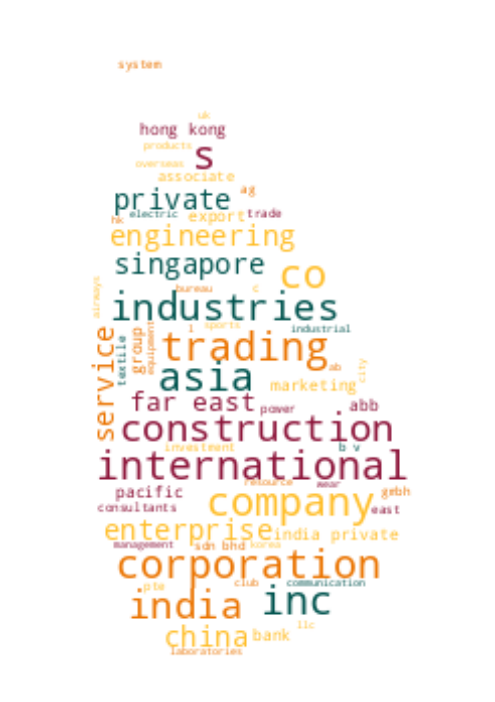 system
uk
hong kong
products
s
overseas
associate
private
ag
electric
export
trade
hk
engineering
singapore
co
airways
bureau
c
industries
service
textile
group
equipment
l
sports
industrial
trading
asia
ab
city
marketing
far east
power
abb
construction
investment
b v
international
resource
wear
pacific
gmbh
consultants
company
east
enterprise
india private
management
sdn bhd
korea
corporation
pte
club
communication
india
inc
llc
china
bank
laboratories